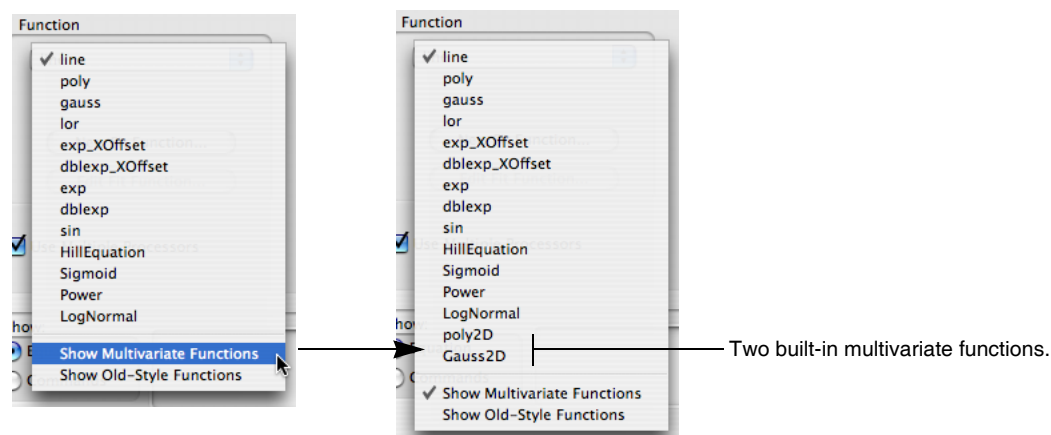 Function
✓ line
poly
gauss
lor
exp_XOffset
dblexp_XOffset
exp
dblexp
sin
HillEquation
Sigmoid
Power
LogNormal
Show Multivariate Functions
Show Old-Style Functions
Function
✓ line
poly
gauss
lor
exp_XOffset
dblexp_XOffset
exp
dblexp
sin
HillEquation
Sigmoid
Power
LogNormal
poly2D
Gauss2D
✓ Show Multivariate Functions
Show Old-Style Functions
Two built-in multivariate functions.